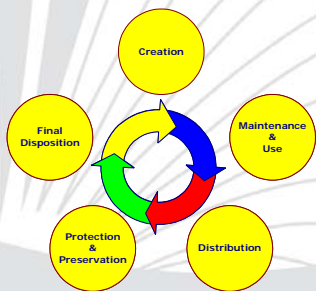 Creation
Maintenance
&
Use
Distribution
Protection
&
Preservation
Final
Disposition